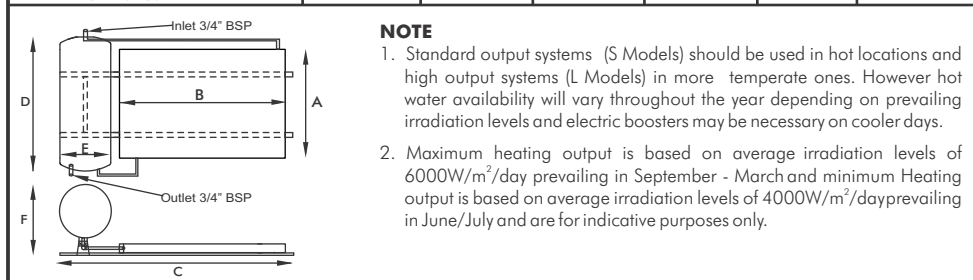 Inlet 3/4" BSP
D
B
A
E
Outlet 3/4" BSP
F
C
NOTE
1. Standard output systems (S Models) should be used in hot locations and
high output systems (L Models) in more temperate ones. However hot
water availability will vary throughout the year depending on prevailing
irradiation levels and electric boosters may be necessary on cooler days.
2. Maximum heating output is based on average irradiation levels of
6000W/m²/day prevailing in September - March and minimum Heating
output is based on average irradiation levels of 4000W/m²/dayprevailing
in June/July and are for indicative purposes only.